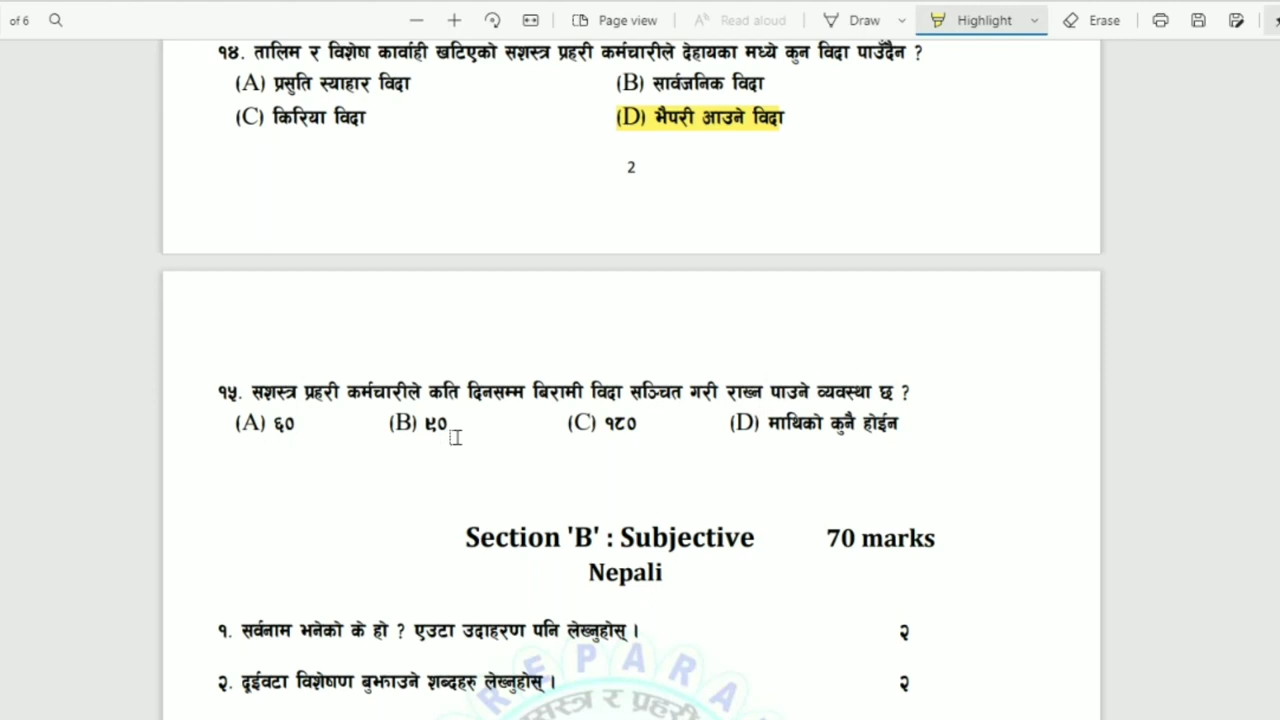 of 6 Page view Read aloud Draw Highlight Erase
१४. तालिम र विशेष कार्वाही खटिएको सशस्त्र प्रहरी कर्मचारीले देहायका मध्ये कुन विदा पाउँदैन ?
(A) प्रसुति स्याहार विदा (B) सार्वजनिक विदा
(C) किरिया विदा (D) भैपरी आउने विदा
2
१५. सशस्त्र प्रहरी कर्मचारीले कति दिनसम्म बिरामी विदा सञ्चित गरी राख्न पाउने व्यवस्था छ ?
(A) ६० (B) ९० (C) १८० (D) माथिको कुनै होईन
Section 'B' : Subjective 70 marks
Nepali
१. सर्वनाम भनेको के हो ? एउटा उदाहरण पनि लेख्नुहोस् । २
२. दूईवटा विशेषण बुझाउने शब्दहरु लेख्नुहोस् । २